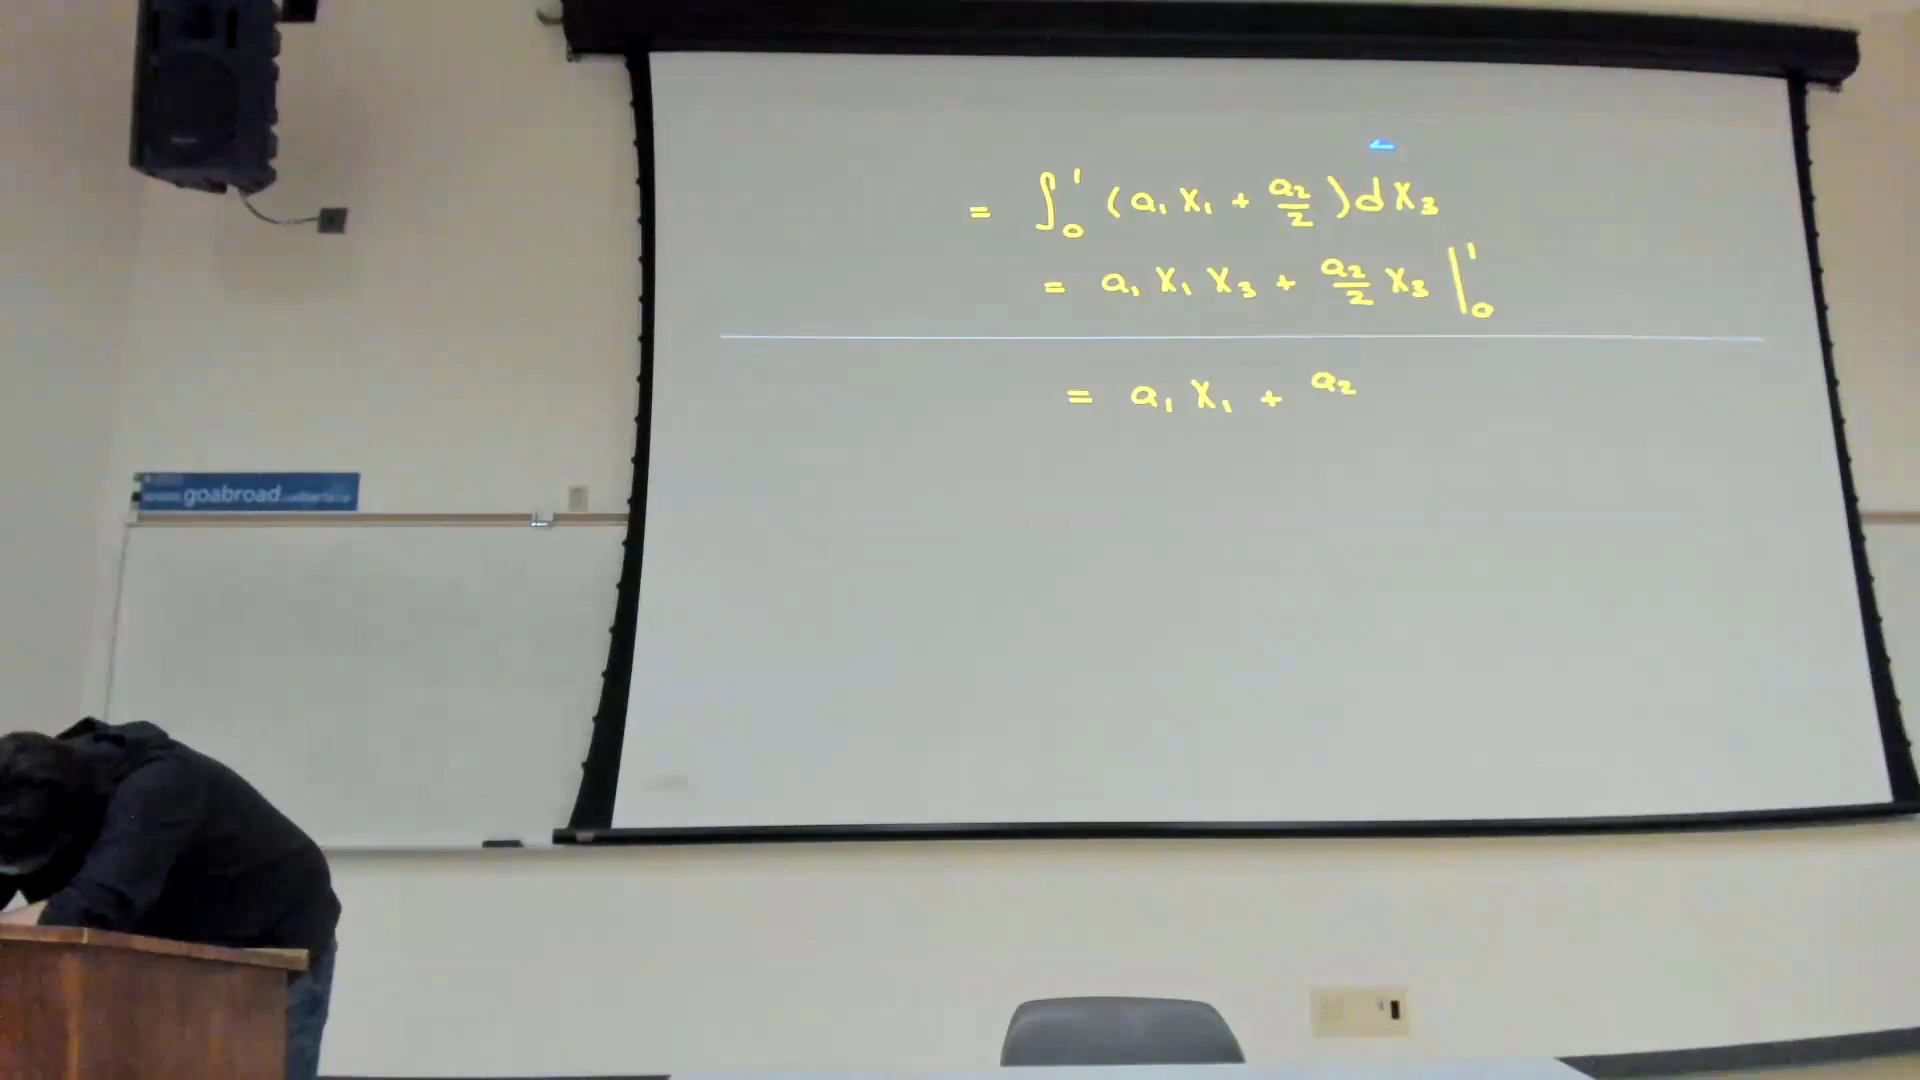 = ∫₀¹ (a₁ X₁ + a₂/2) dX₃
= a₁ X₁ X₃ + a₂/2 X₃ |₀¹
= a₁ X₁ + a₂
goabroad